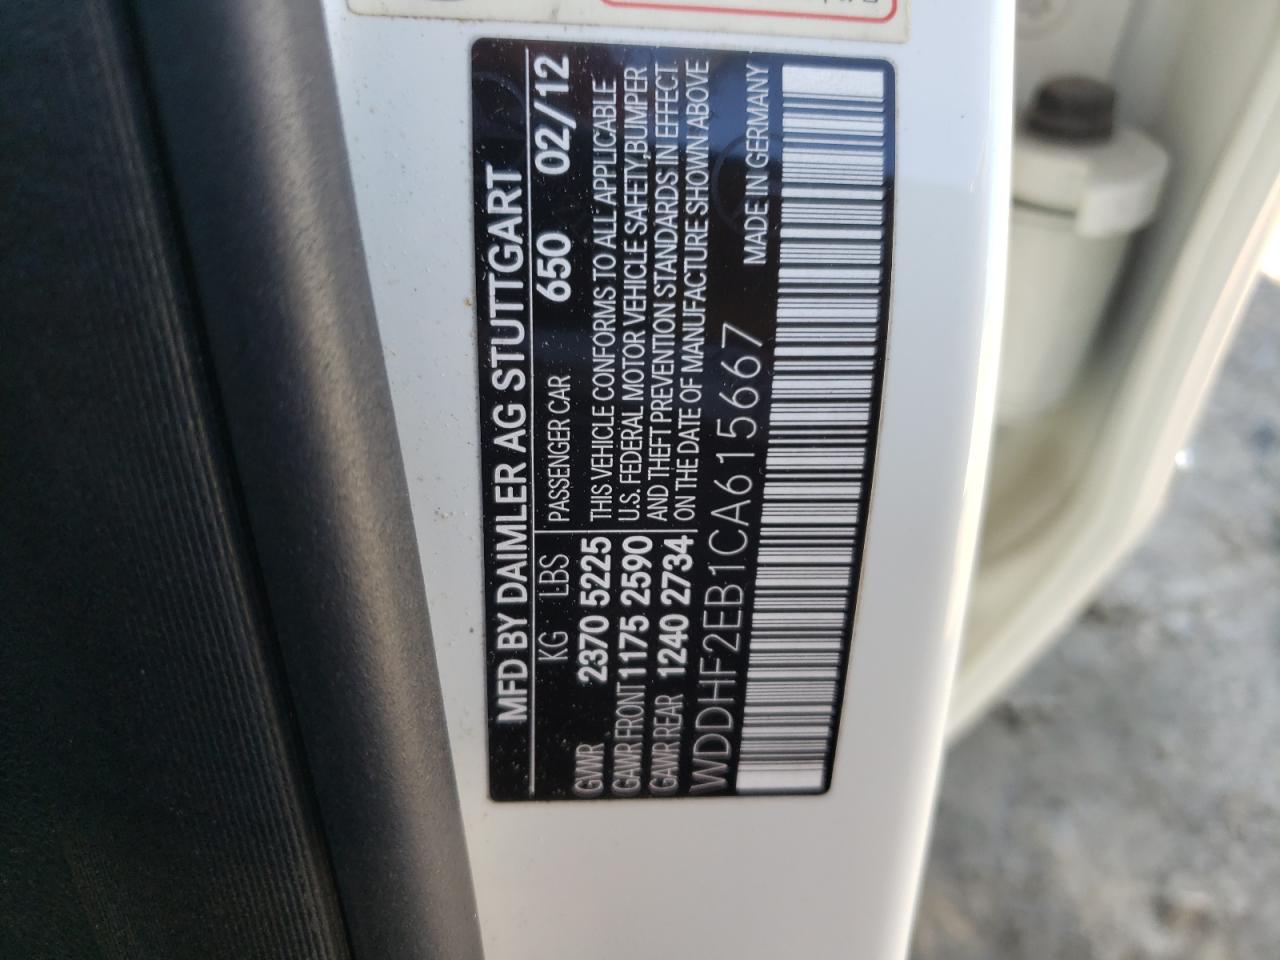 MFD BY DAIMLER AG STUTTGART
KG LBS PASSENGER CAR 650 02/12
GVWR 2370 5225 THIS VEHICLE CONFORMS TO ALL APPLICABLE
GAWR FRONT 1175 2590 U.S. FEDERAL MOTOR VEHICLE SAFETY,BUMPER
GAWR REAR 1240 2734 AND THEFT PREVENTION STANDARDS IN EFFECT
ON THE DATE OF MANUFACTURE SHOWN ABOVE
WDDHF2EB1CA615667 MADE IN GERMANY